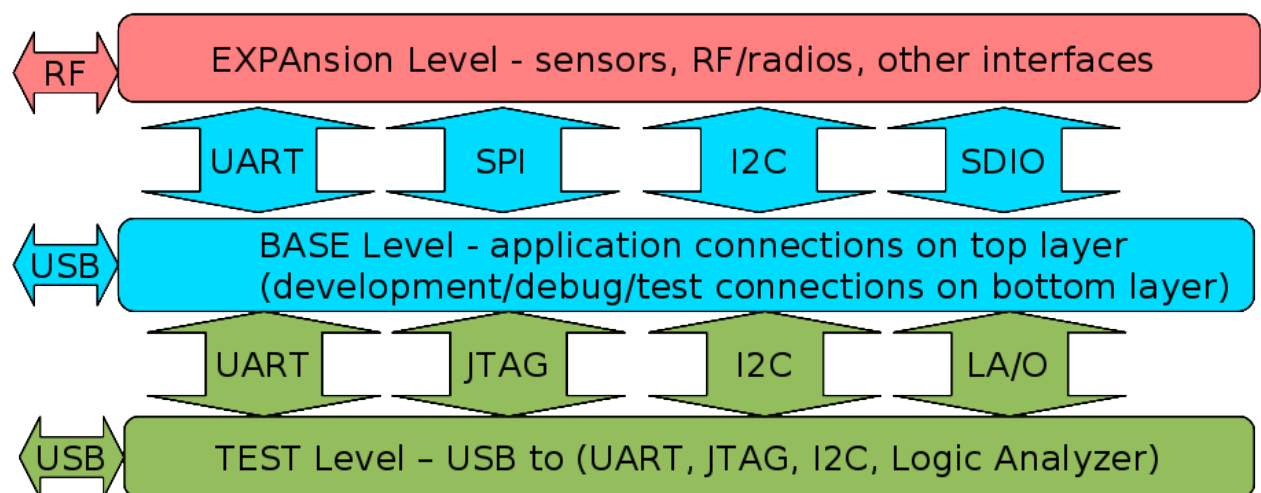 RF
EXPAnsion Level - sensors, RF/radios, other interfaces
UART
SPI
I2C
SDIO
USB
BASE Level - application connections on top layer
(development/debug/test connections on bottom layer)
UART
JTAG
I2C
LA/O
USB
TEST Level – USB to (UART, JTAG, I2C, Logic Analyzer)